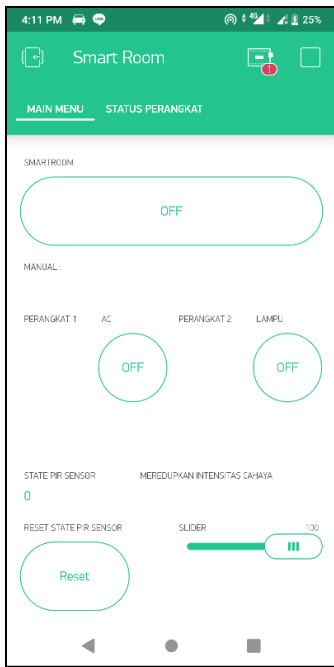 4:11 PM 4G 25%
Smart Room
1
MAIN MENU STATUS PERANGKAT
SMARTROOM
OFF
MANUAL :
PERANGKAT 1 AC PERANGKAT 2 LAMPU
OFF OFF
STATE PIR SENSOR MEREDUPKAN INTENSITAS CAHAYA
0
RESET STATE PIR SENSOR SLIDER 100
Reset